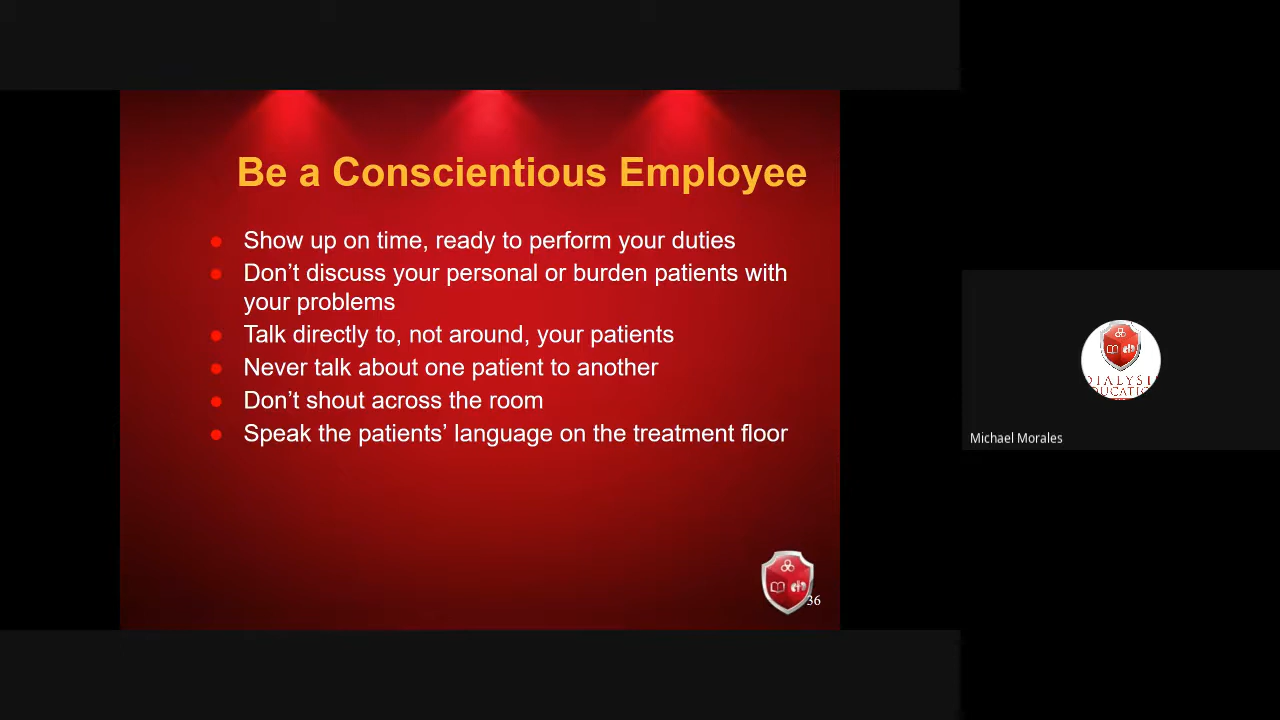 Be a Conscientious Employee
Show up on time, ready to perform your duties
Don’t discuss your personal or burden patients with
your problems
Talk directly to, not around, your patients
Never talk about one patient to another
Don’t shout across the room
Speak the patients’ language on the treatment floor
36
DIALYSIS
EDUCATION
Michael Morales